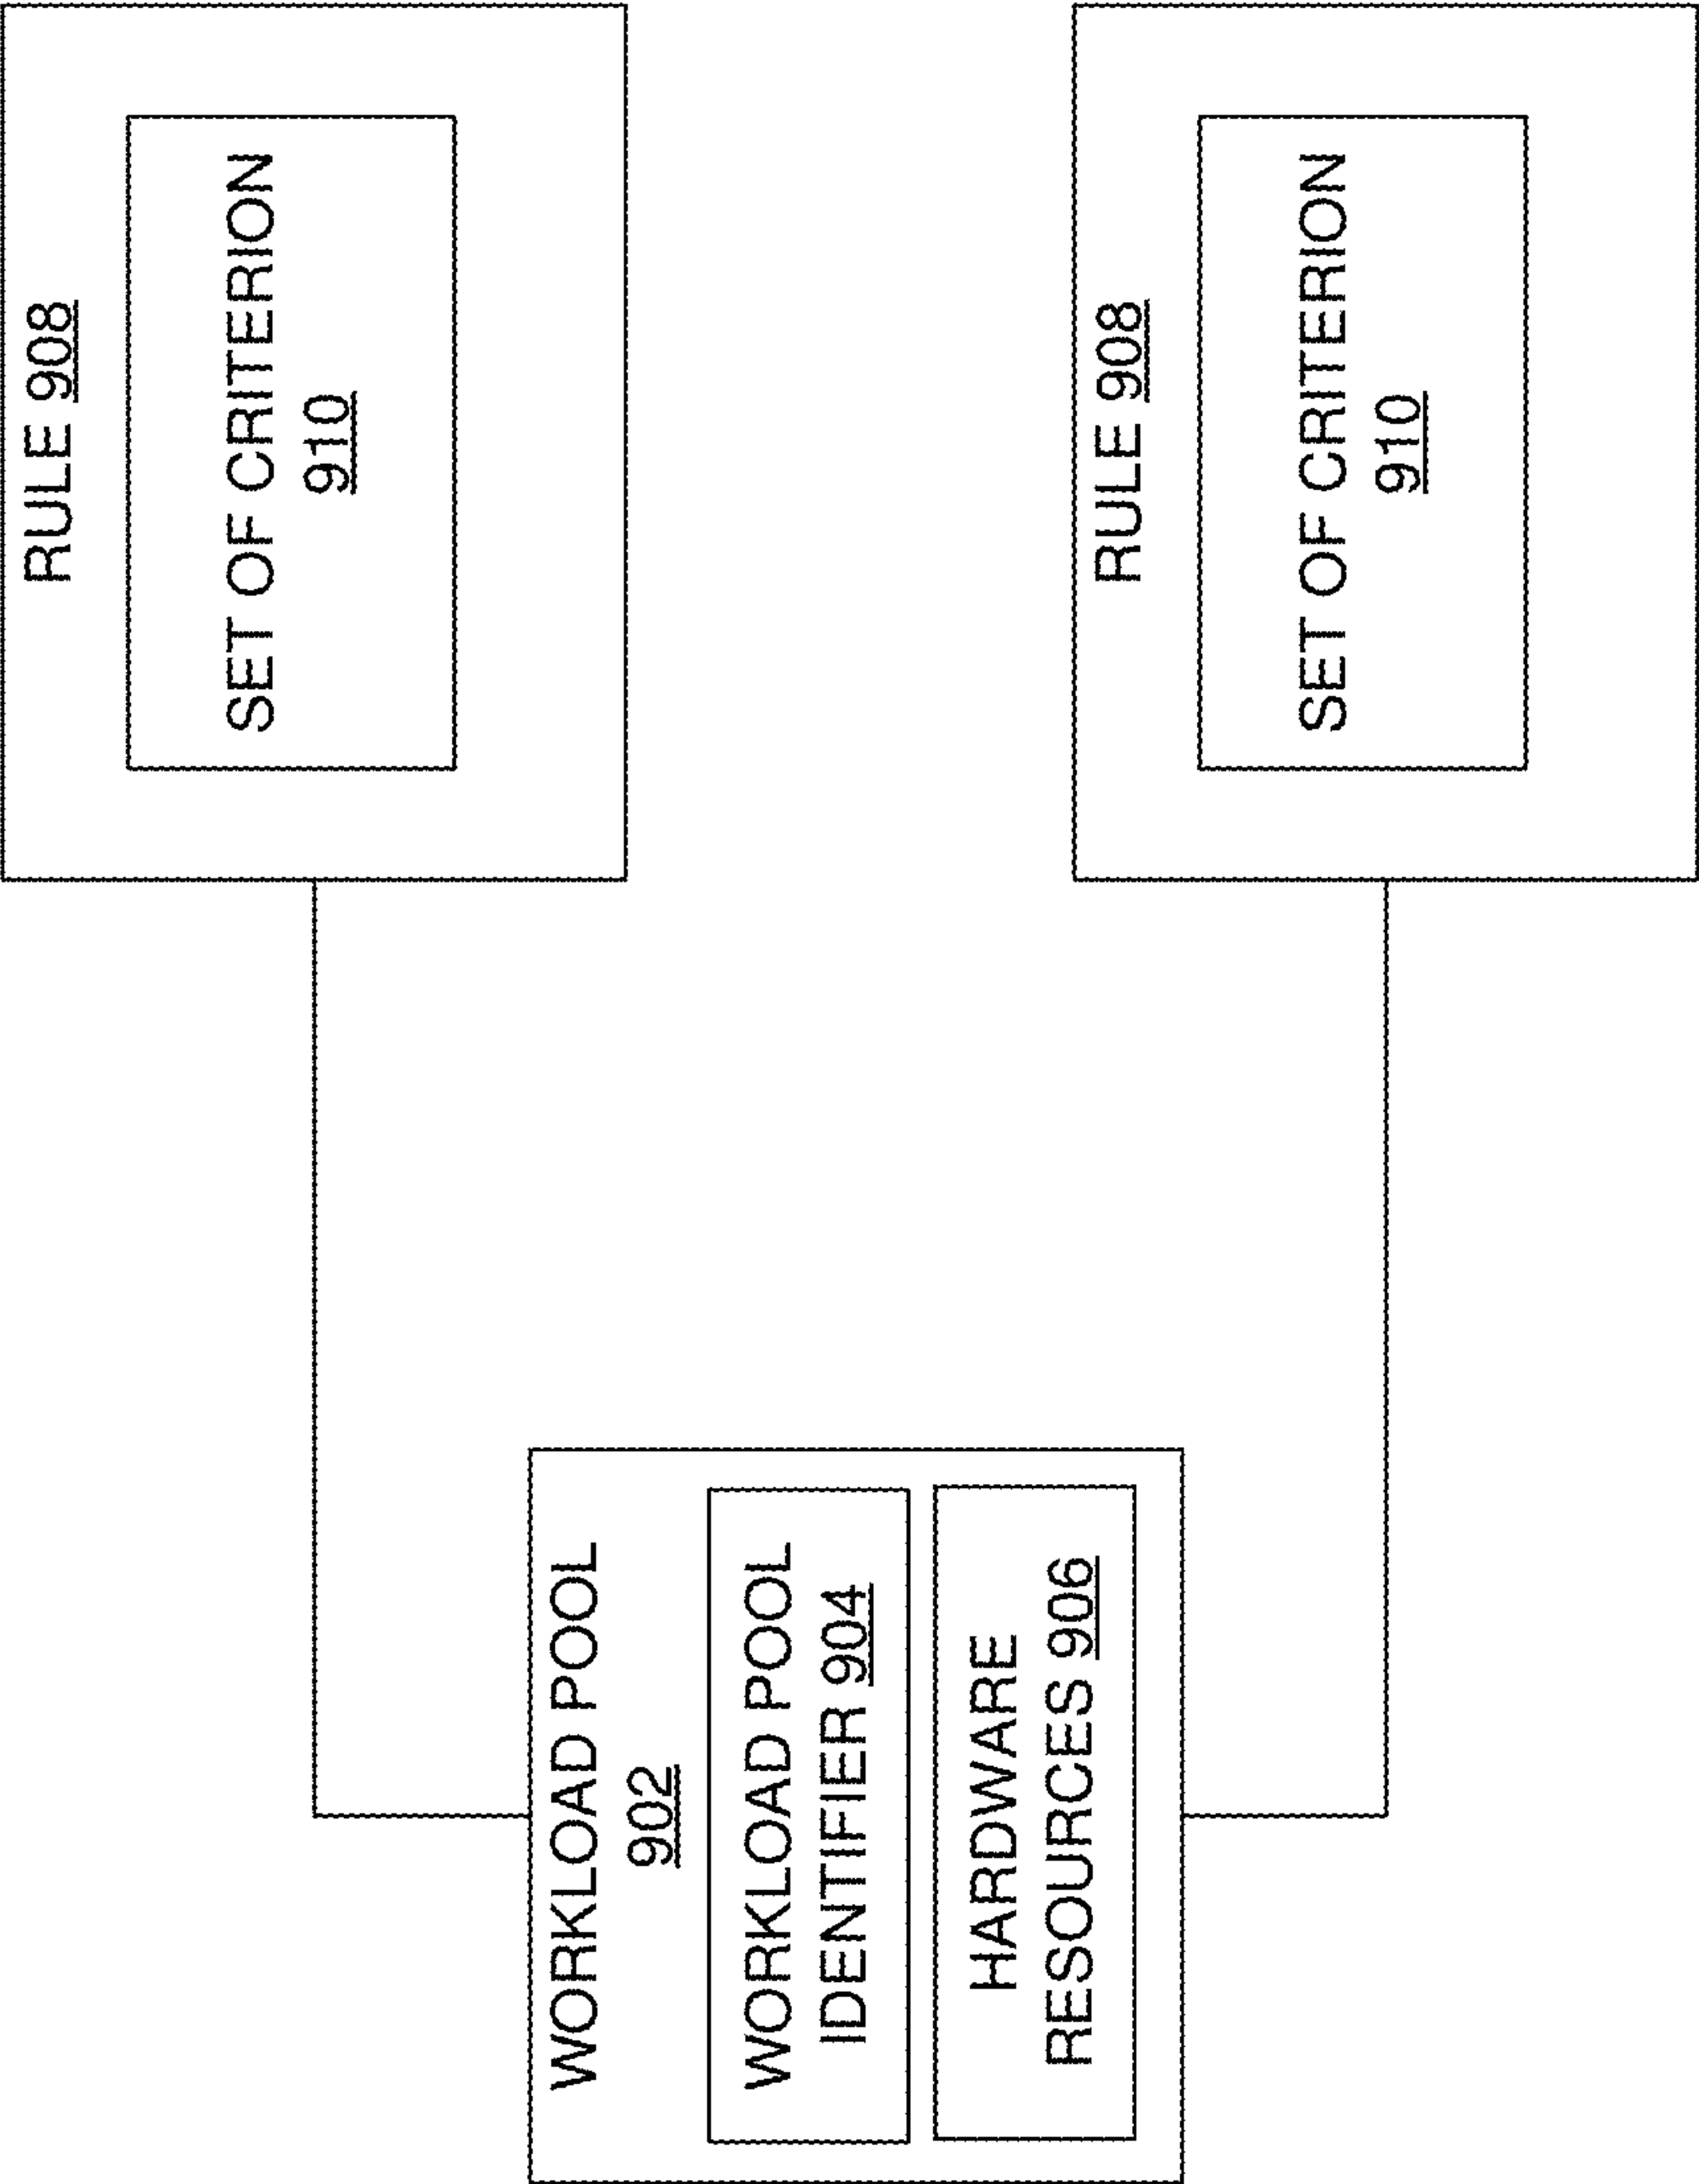 WORKLOAD POOL
902
WORKLOAD POOL
IDENTIFIER 904
HARDWARE
RESOURCES 906
RULE 908
SET OF CRITERION
910
RULE 908
SET OF CRITERION
910